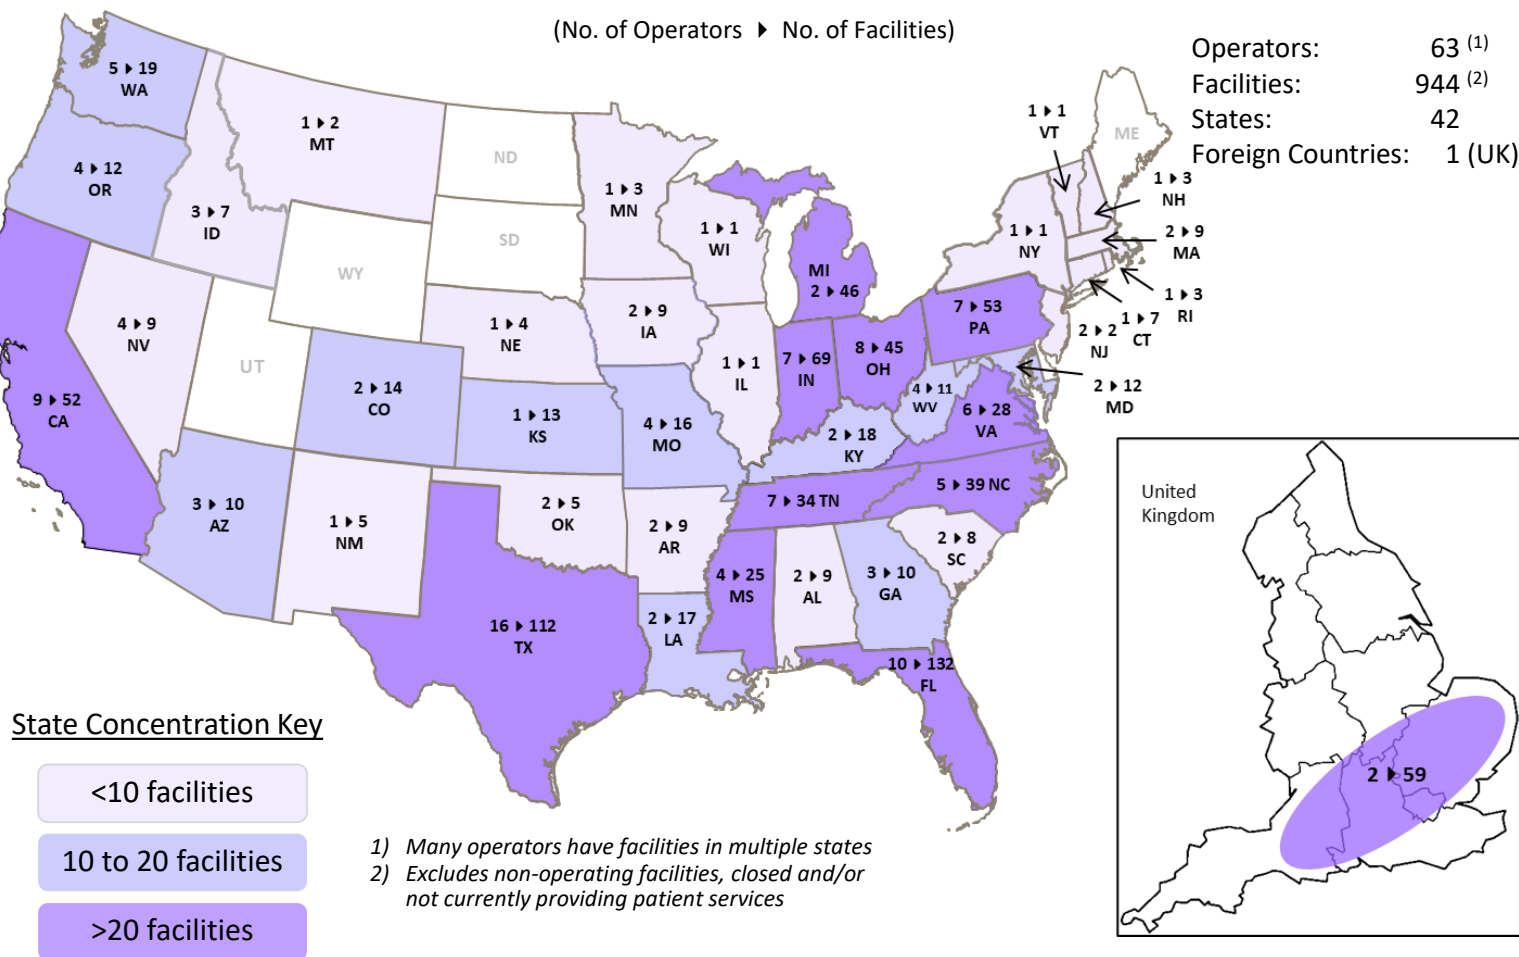 (No. of Operators ▶ No. of Facilities)
Operators: 63 (1)
Facilities: 944 (2)
States: 42
Foreign Countries: 1 (UK)
5 ▶ 19
WA
4 ▶ 12
OR
3 ▶ 7
ID
1 ▶ 2
MT
ND
SD
WY
UT
1 ▶ 3
MN
1 ▶ 1
WI
MI
2 ▶ 46
1 ▶ 1
NY
1 ▶ 1
VT
ME
1 ▶ 3
NH
2 ▶ 9
MA
1 ▶ 3
RI
1 ▶ 7
CT
2 ▶ 2
NJ
2 ▶ 12
MD
7 ▶ 53
PA
8 ▶ 45
OH
7 ▶ 69
IN
1 ▶ 1
IL
2 ▶ 9
IA
1 ▶ 4
NE
4 ▶ 9
NV
9 ▶ 52
CA
2 ▶ 14
CO
1 ▶ 13
KS
4 ▶ 16
MO
2 ▶ 18
KY
4 ▶ 11
WV
6 ▶ 28
VA
5 ▶ 39 NC
7 ▶ 34 TN
2 ▶ 8
SC
3 ▶ 10
AZ
1 ▶ 5
NM
2 ▶ 5
OK
2 ▶ 9
AR
4 ▶ 25
MS
2 ▶ 9
AL
3 ▶ 10
GA
16 ▶ 112
TX
2 ▶ 17
LA
10 ▶ 132
FL
United
Kingdom
2 ▶ 59
State Concentration Key
<10 facilities
10 to 20 facilities
>20 facilities
1) Many operators have facilities in multiple states
2) Excludes non-operating facilities, closed and/or
not currently providing patient services